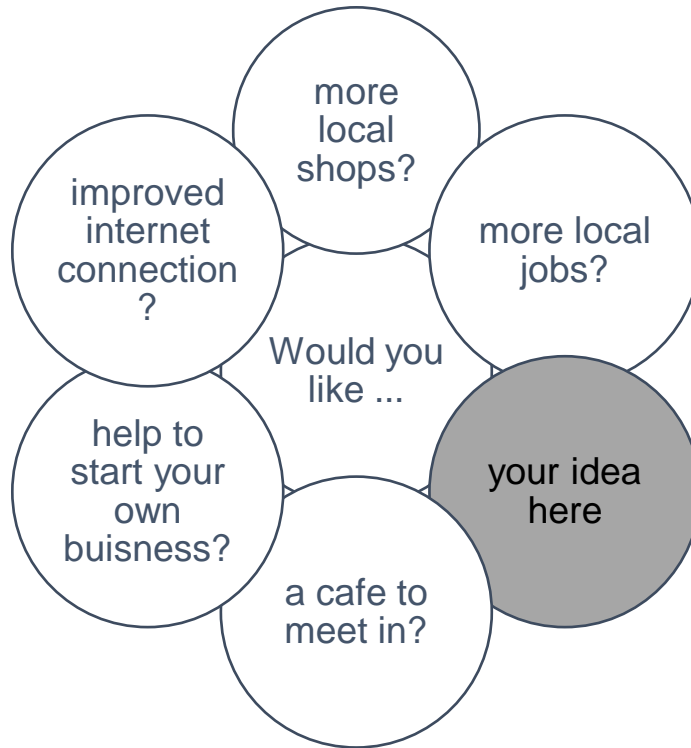 Would you
like ...
more
local
shops?
more local
jobs?
your idea
here
a cafe to
meet in?
help to
start your
own
buisness?
improved
internet
connection
?